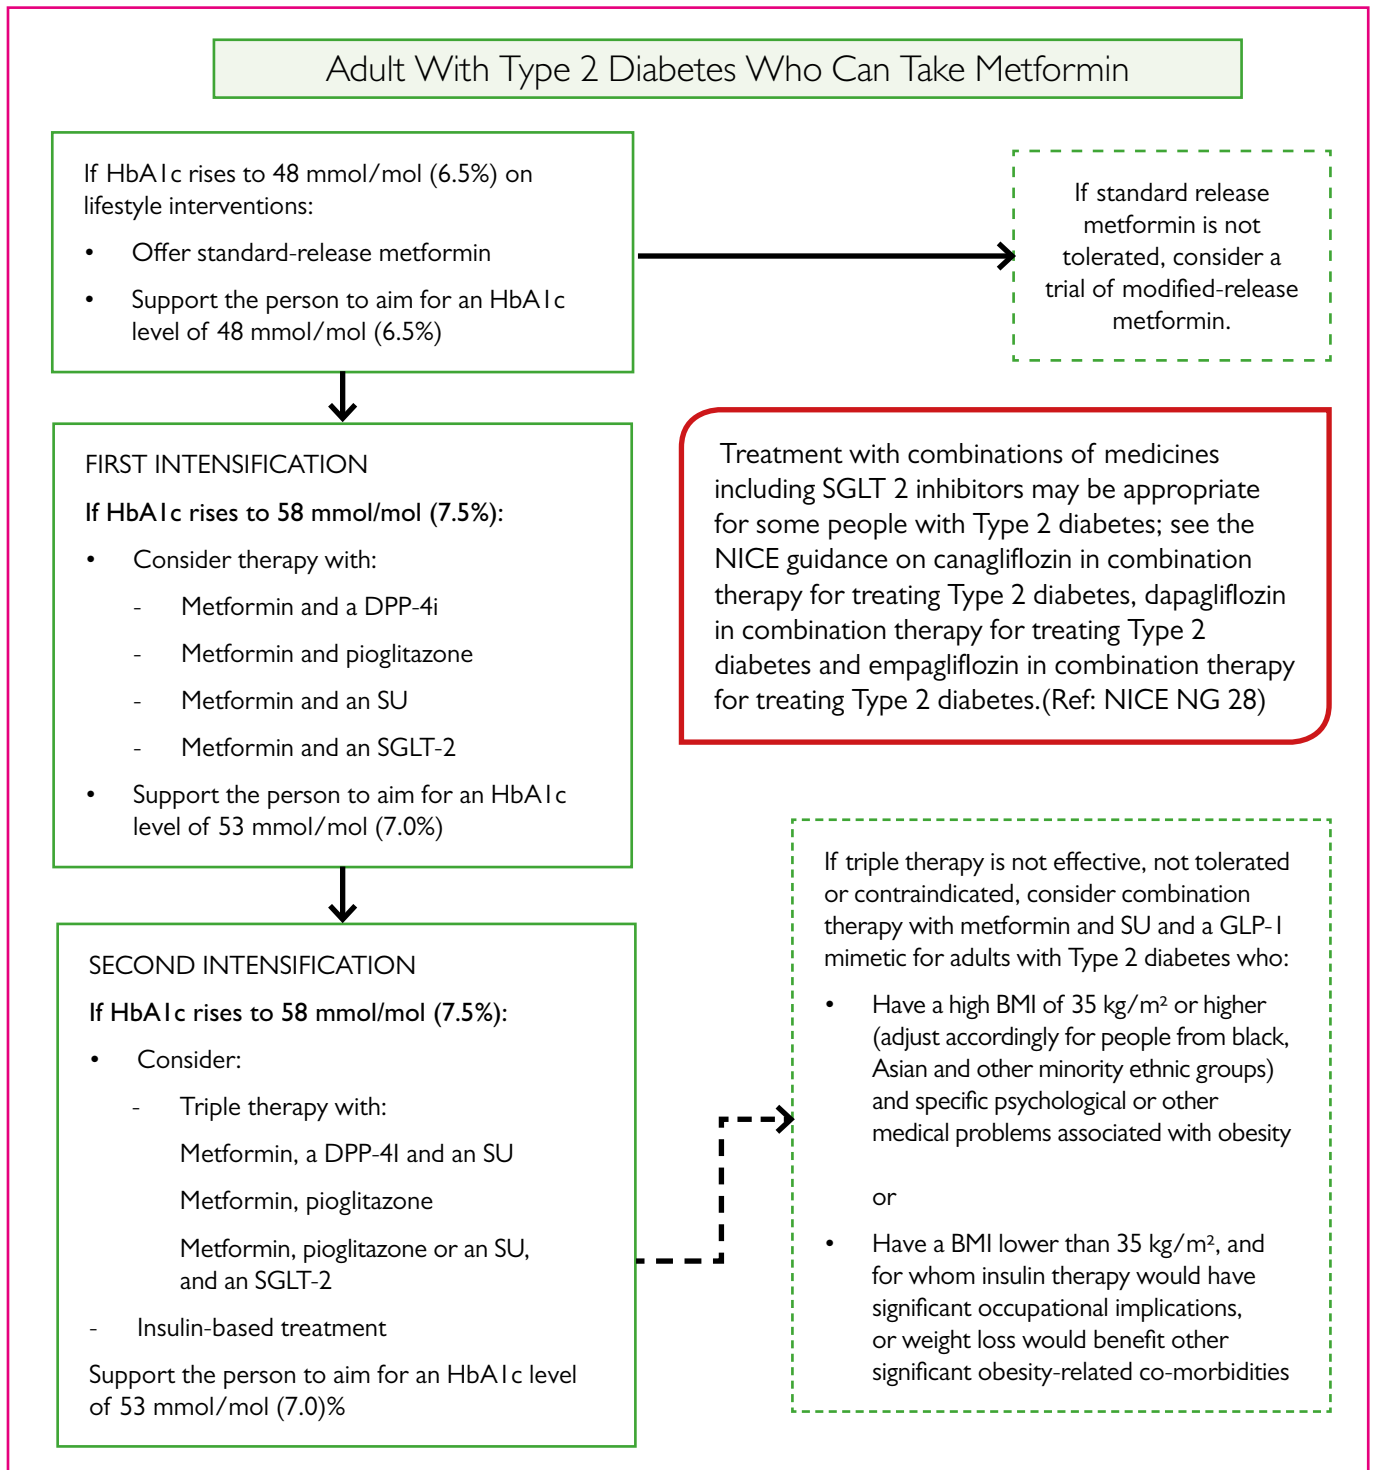 Adult With Type 2 Diabetes Who Can Take Metformin
If HbA1c rises to 48 mmol/mol (6.5%) on
lifestyle interventions:
• Offer standard-release metformin
• Support the person to aim for an HbA1c
level of 48 mmol/mol (6.5%)
If standard release
metformin is not
tolerated, consider a
trial of modified-release
metformin.
FIRST INTENSIFICATION
If HbA1c rises to 58 mmol/mol (7.5%):
• Consider therapy with:
- Metformin and a DPP-4i
- Metformin and pioglitazone
- Metformin and an SU
- Metformin and an SGLT-2
• Support the person to aim for an HbA1c
level of 53 mmol/mol (7.0%)
Treatment with combinations of medicines
including SGLT 2 inhibitors may be appropriate
for some people with Type 2 diabetes; see the
NICE guidance on canagliflozin in combination
therapy for treating Type 2 diabetes, dapagliflozin
in combination therapy for treating Type 2
diabetes and empagliflozin in combination therapy
for treating Type 2 diabetes.(Ref: NICE NG 28)
SECOND INTENSIFICATION
If HbA1c rises to 58 mmol/mol (7.5%):
• Consider:
- Triple therapy with:
Metformin, a DPP-4I and an SU
Metformin, pioglitazone
Metformin, pioglitazone or an SU,
and an SGLT-2
- Insulin-based treatment
Support the person to aim for an HbA1c level
of 53 mmol/mol (7.0)%
If triple therapy is not effective, not tolerated
or contraindicated, consider combination
therapy with metformin and SU and a GLP-1
mimetic for adults with Type 2 diabetes who:
• Have a high BMI of 35 kg/m² or higher
(adjust accordingly for people from black,
Asian and other minority ethnic groups)
and specific psychological or other
medical problems associated with obesity
or
• Have a BMI lower than 35 kg/m², and
for whom insulin therapy would have
significant occupational implications,
or weight loss would benefit other
significant obesity-related co-morbidities